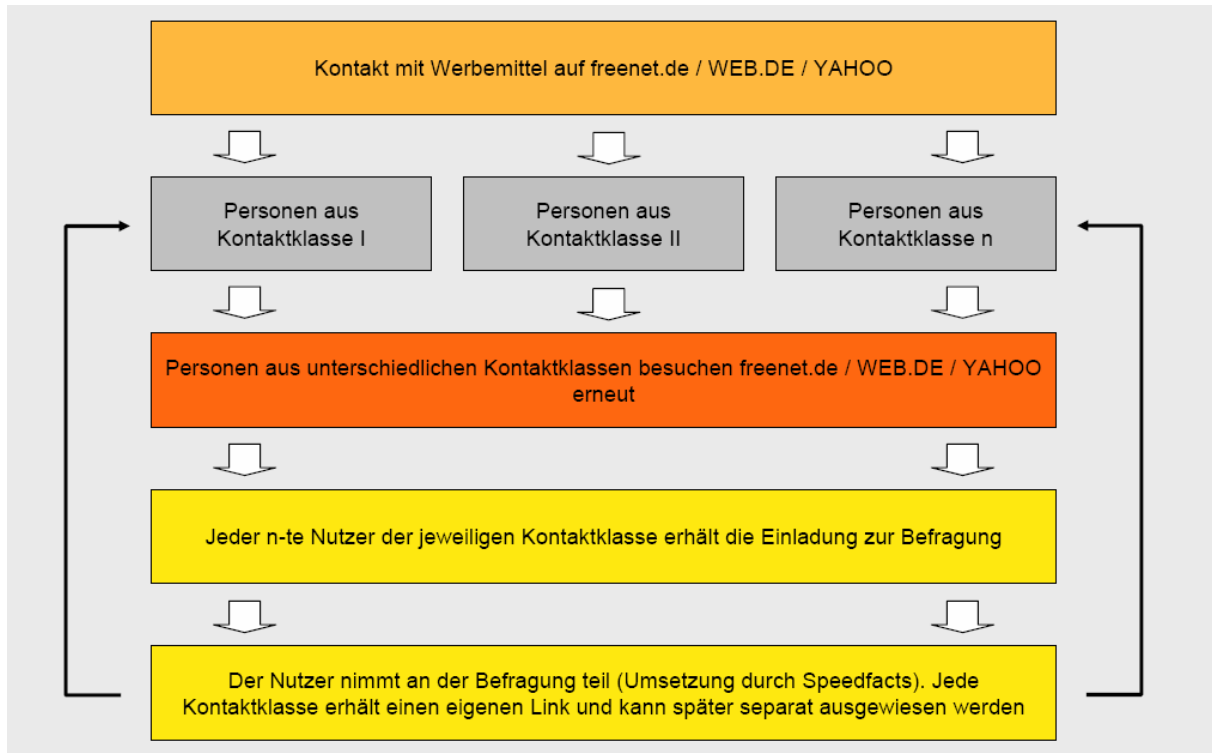 Kontakt mit Werbemittel auf freenet.de / WEB.DE / YAHOO
Personen aus
Kontaktklasse I
Personen aus
Kontaktklasse II
Personen aus
Kontaktklasse n
Personen aus unterschiedlichen Kontaktklassen besuchen freenet.de / WEB.DE / YAHOO
erneut
Jeder n-te Nutzer der jeweiligen Kontaktklasse erhält die Einladung zur Befragung
Der Nutzer nimmt an der Befragung teil (Umsetzung durch Speedfacts). Jede
Kontaktklasse erhält einen eigenen Link und kann später separat ausgewiesen werden